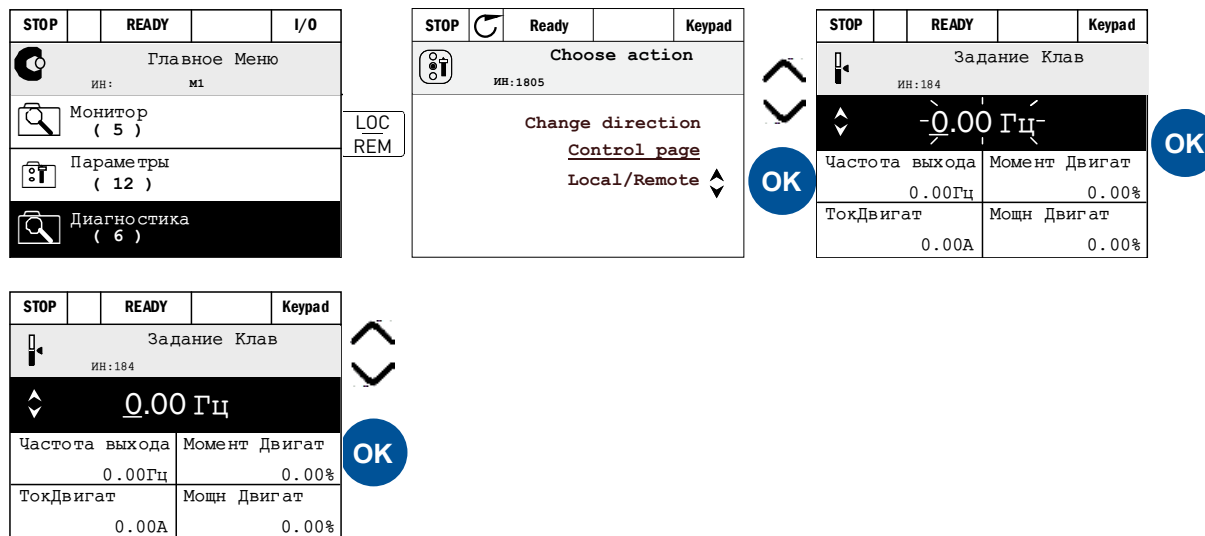 STOP READY I/O
Главное Меню
ИН: М1
Монитор
( 5 )
Параметры
( 12 )
Диагностика
( 6 )
LOC
REM
STOP Ready Keypad
Choose action
ИН:1805
Change direction
Control page
Local/Remote
OK
STOP READY Keypad
Задание Клав
ИН:184
0.00 Гц
Частота выхода Момент Двигат
0.00Гц 0.00%
ТокДвигат Мощн Двигат
0.00А 0.00%
OK
STOP READY Keypad
Задание Клав
ИН:184
0.00 Гц
Частота выхода Момент Двигат
0.00Гц 0.00%
ТокДвигат Мощн Двигат
0.00А 0.00%
OK